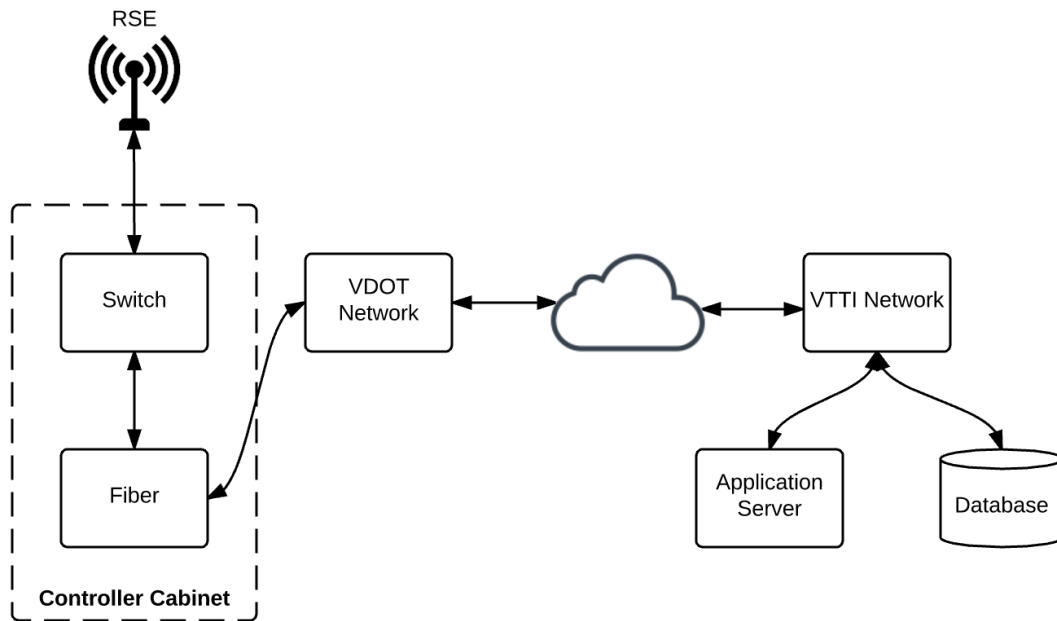 RSE
Switch
Fiber
Controller Cabinet
VDOT
Network
VTTI Network
Application
Server
Database